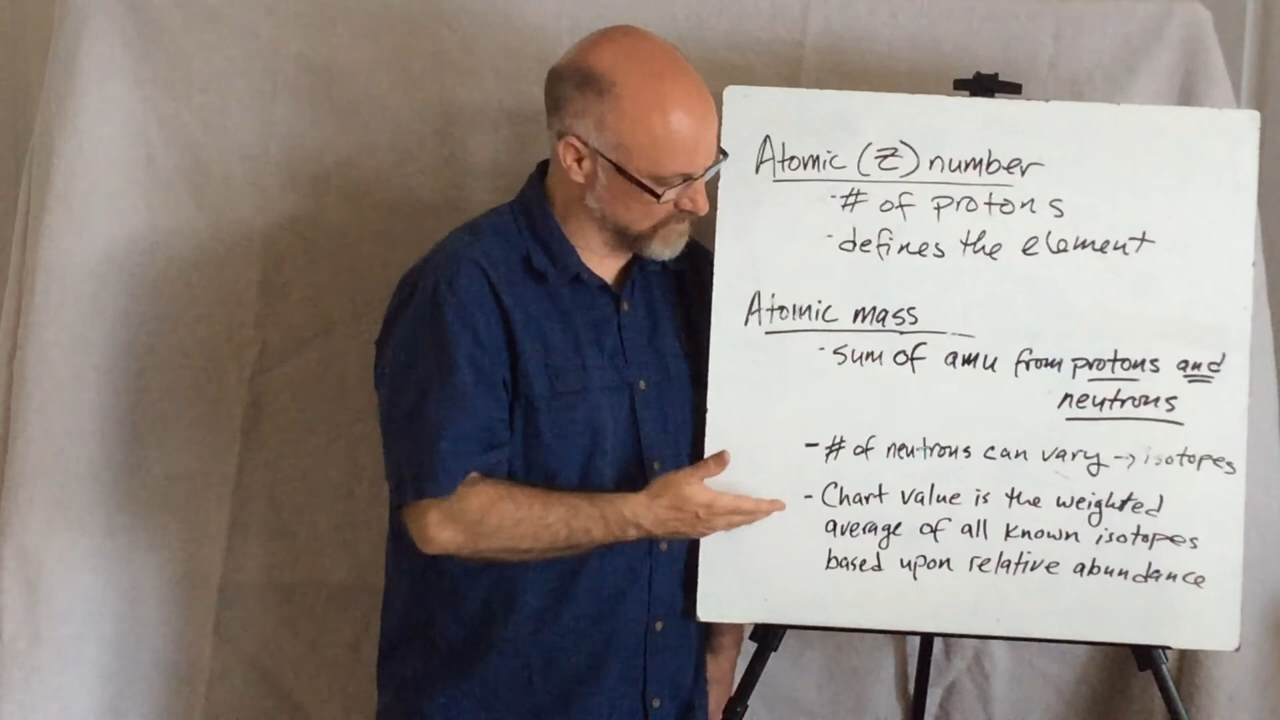 Atomic (Z) number
·# of protons
·defines the element
Atomic mass
·sum of amu from protons and
neutrons
- # of neutrons can vary → isotopes
- Chart value is the weighted
average of all known isotopes
based upon relative abundance